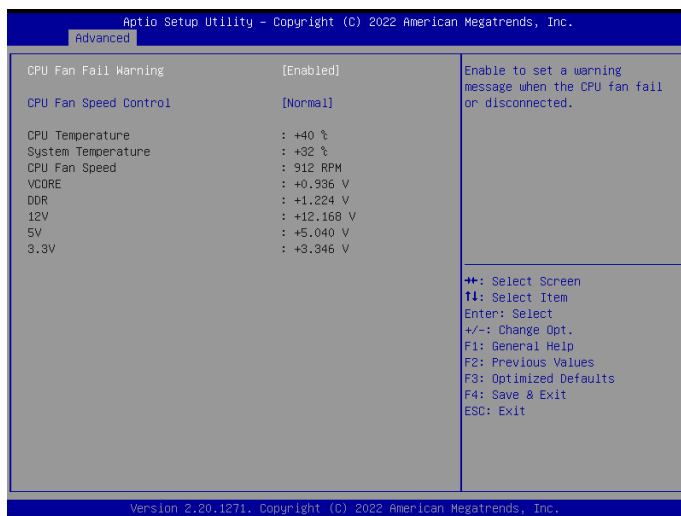 Aptio Setup Utility – Copyright (C) 2022 American Megatrends, Inc.
Advanced
CPU Fan Fail Warning [Enabled]
CPU Fan Speed Control [Normal]
CPU Temperature : +40 ℃
System Temperature : +32 ℃
CPU Fan Speed : 912 RPM
VCORE : +0.936 V
DDR : +1.224 V
12V : +12.168 V
5V : +5.040 V
3.3V : +3.346 V
Enable to set a warning
message when the CPU fan fail
or disconnected.
→←: Select Screen
↑↓: Select Item
Enter: Select
+/-: Change Opt.
F1: General Help
F2: Previous Values
F3: Optimized Defaults
F4: Save & Exit
ESC: Exit
Version 2.20.1271. Copyright (C) 2022 American Megatrends, Inc.